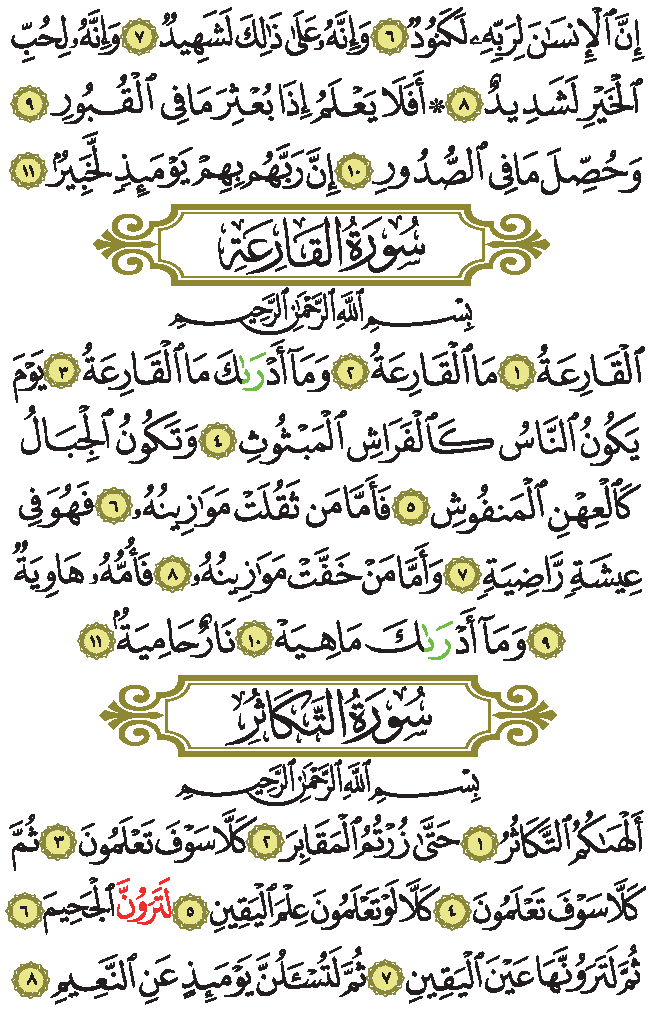 إِنَّ ٱلْإِنسَٰنَ لِرَبِّهِۦ لَكَنُودٌ ٦ وَإِنَّهُۥ عَلَىٰ ذَٰلِكَ لَشَهِيدٌ ٧ وَإِنَّهُۥ لِحُبِّ
ٱلْخَيْرِ لَشَدِيدٌ ٨ * أَفَلَا يَعْلَمُ إِذَا بُعْثِرَ مَا فِى ٱلْقُبُورِ ٩
وَحُصِّلَ مَا فِى ٱلصُّدُورِ ١٠ إِنَّ رَبَّهُم بِهِمْ يَوْمَئِذٍ لَّخَبِيرٌۢ ١١
سُورَةُ القَارِعَةِ
بِسْمِ ٱللَّهِ ٱلرَّحْمَٰنِ ٱلرَّحِيمِ
ٱلْقَارِعَةُ ١ مَا ٱلْقَارِعَةُ ٢ وَمَآ أَدْرَىٰكَ مَا ٱلْقَارِعَةُ ٣ يَوْمَ
يَكُونُ ٱلنَّاسُ كَٱلْفَرَاشِ ٱلْمَبْثُوثِ ٤ وَتَكُونُ ٱلْجِبَالُ
كَٱلْعِهْنِ ٱلْمَنفُوشِ ٥ فَأَمَّا مَن ثَقُلَتْ مَوَٰزِينُهُۥ ٦ فَهُوَ فِى
عِيشَةٍ رَّاضِيَةٍ ٧ وَأَمَّا مَنْ خَفَّتْ مَوَٰزِينُهُۥ ٨ فَأُمُّهُۥ هَاوِيَةٌ
٩ وَمَآ أَدْرَىٰكَ مَا هِيَهْ ١٠ نَارٌ حَامِيَةٌۢ ١١
سُورَةُ التَّكَاثُرِ
بِسْمِ ٱللَّهِ ٱلرَّحْمَٰنِ ٱلرَّحِيمِ
أَلْهَىٰكُمُ ٱلتَّكَاثُرُ ١ حَتَّىٰ زُرْتُمُ ٱلْمَقَابِرَ ٢ كَلَّا سَوْفَ تَعْلَمُونَ ٣ ثُمَّ
كَلَّا سَوْفَ تَعْلَمُونَ ٤ كَلَّا لَوْ تَعْلَمُونَ عِلْمَ ٱلْيَقِينِ ٥ لَتَرَوُنَّ ٱلْجَحِيمَ ٦
ثُمَّ لَتَرَوُنَّهَا عَيْنَ ٱلْيَقِينِ ٧ ثُمَّ لَتُسْـَٔلُنَّ يَوْمَئِذٍ عَنِ ٱلنَّعِيمِ ٨